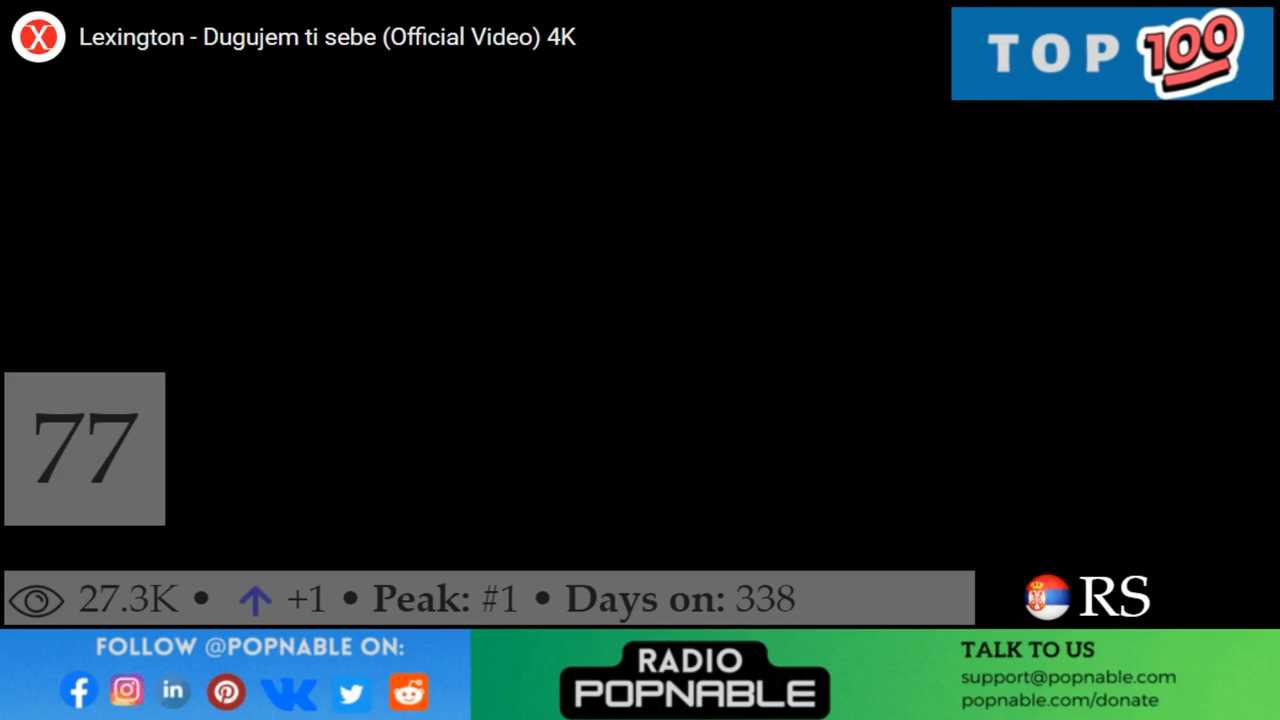 X
Lexington - Dugujem ti sebe (Official Video) 4K
TOP 100
77
27.3K • +1 • Peak: #1 • Days on: 338
RS
FOLLOW @POPNABLE ON:
in
RADIO
POPNABLE
TALK TO US
support@popnable.com
popnable.com/donate